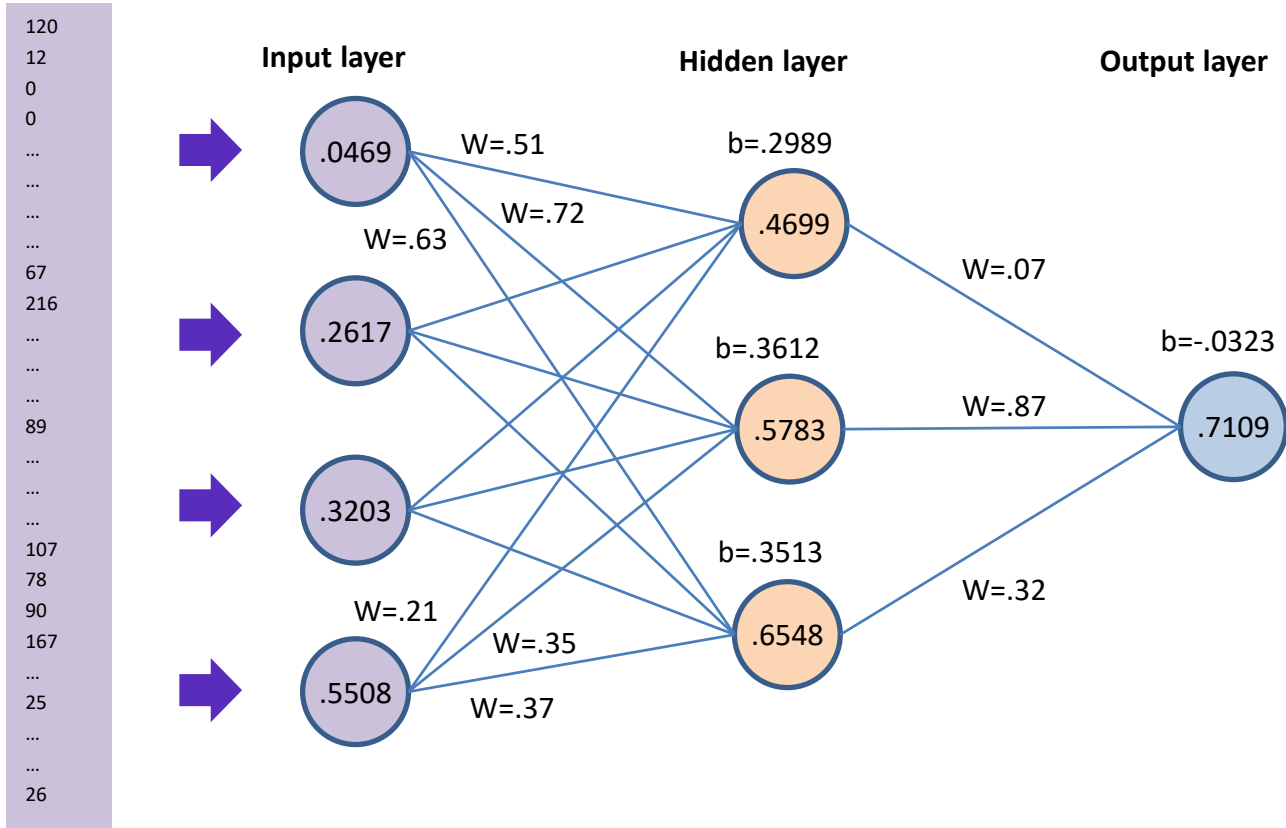 120
12
0
0
...
...
...
...
67
216
...
...
...
89
...
...
...
107
78
90
167
...
25
...
...
26
Input layer
Hidden layer
Output layer
.0469
.2617
.3203
.5508
W=.51
W=.72
W=.63
W=.21
W=.35
W=.37
b=.2989
.4699
b=.3612
.5783
b=.3513
.6548
W=.07
W=.87
W=.32
b=-.0323
.7109